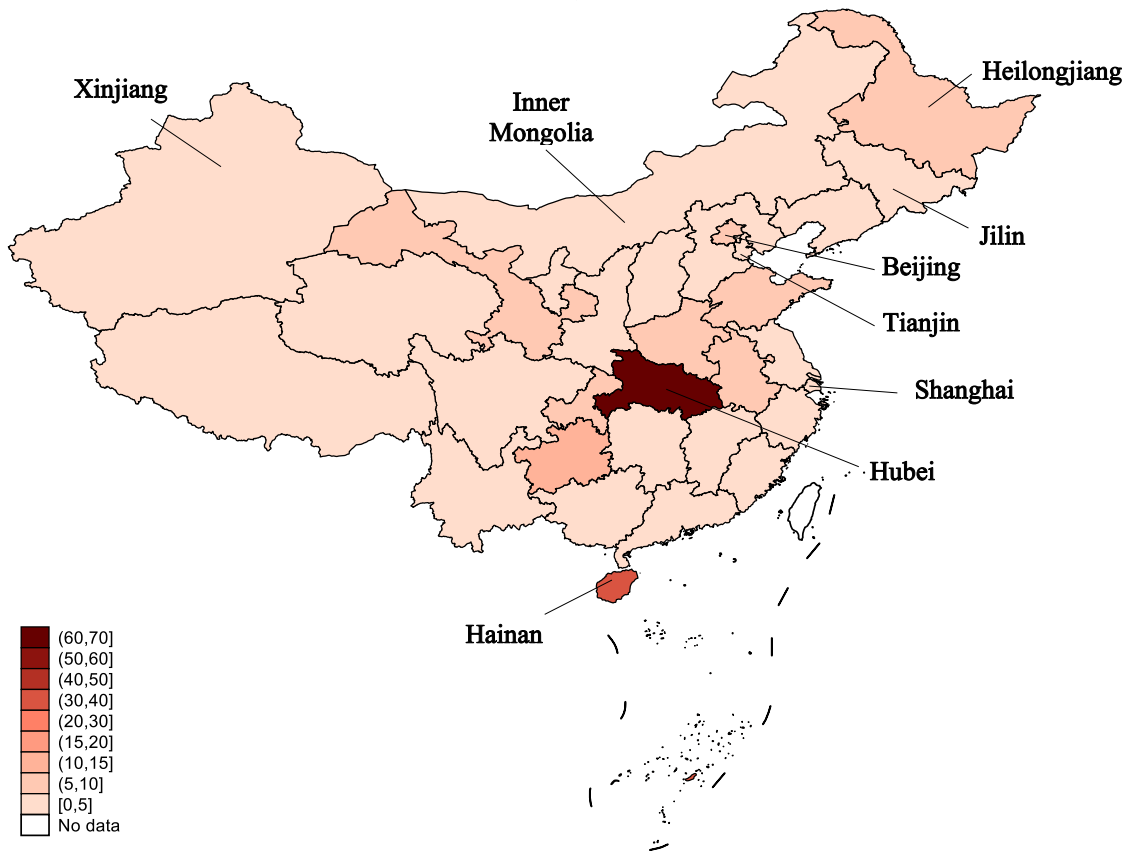 Heilongjiang
Xinjiang
Inner
Mongolia
Jilin
Beijing
Tianjin
Shanghai
Hubei
Hainan
(60,70]
(50,60]
(40,50]
(30,40]
(20,30]
(15,20]
(10,15]
(5,10]
[0,5]
No data